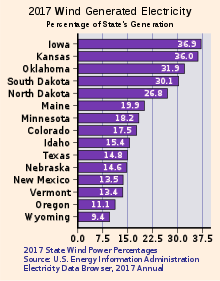 2017 Wind Generated Electricity
Percentage of State's Generation
Iowa 36.9
Kansas 36.0
Oklahoma 31.9
South Dakota 30.1
North Dakota 26.8
Maine 19.9
Minnesota 18.2
Colorado 17.5
Idaho 15.4
Texas 14.8
Nebraska 14.6
New Mexico 13.5
Vermont 13.4
Oregon 11.1
Wyoming 9.4
0.0 7.5 15.0 22.5 30.0 37.5
2017 State Wind Power Percentages
Source: U.S. Energy Information Administration
Electricity Data Browser, 2017 Annual